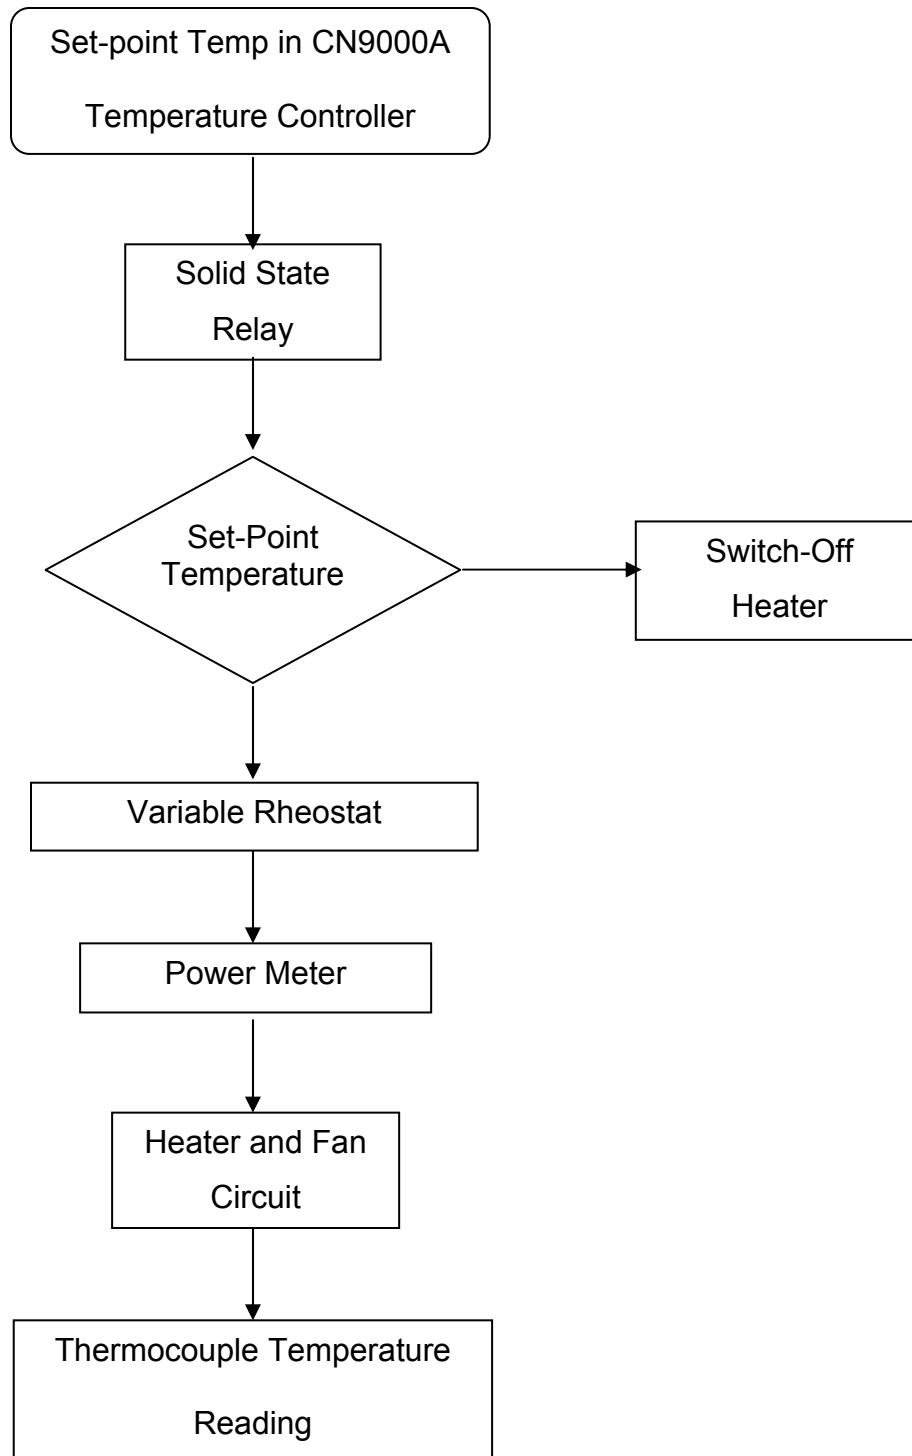 Set-point Temp in CN9000A
Temperature Controller
Solid State
Relay
Set-Point
Temperature
Switch-Off
Heater
Variable Rheostat
Power Meter
Heater and Fan
Circuit
Thermocouple Temperature
Reading